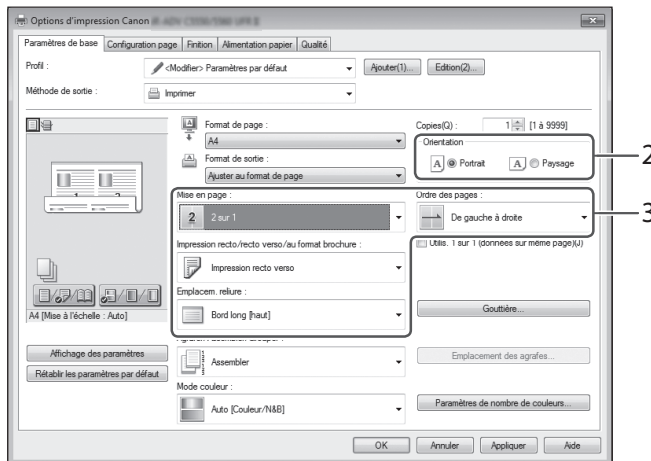 Options d'impression Canon
Paramètres de base Configuration page Finition Alimentation papier Qualité
Profil : <Modifier> Paramètres par défaut Ajouter(1)... Edition(2)...
Méthode de sortie : Imprimer
Format de page :
A4
Format de sortie :
Ajuster au format de page
Copies(Q) : 1 [1 à 9999]
Orientation
A Portrait A Paysage
2
Mise en page :
2 2 sur 1
Ordre des pages :
De gauche à droite
3
Utilis. 1 sur 1 (données sur même page)(J)
Impression recto/recto verso/au format brochure :
Impression recto verso
Emplacem. reliure :
Bord long [haut]
Gouttière...
A4 [Mise à l'échelle : Auto]
Affichage des paramètres
Rétablir les paramètres par défaut
Assembler
Emplacement des agrafes...
Mode couleur :
Auto [Couleur/N&B]
Paramètres de nombre de couleurs...
OK Annuler Appliquer Aide